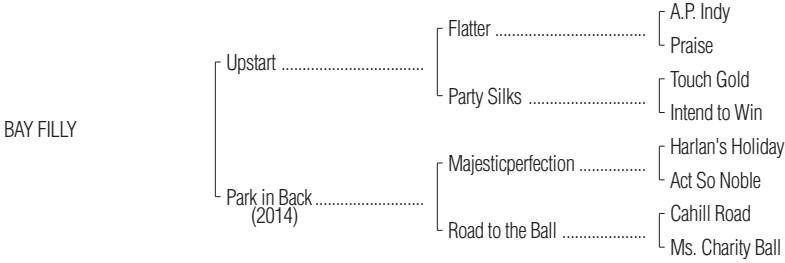 A.P. Indy
Flatter ....................................
Praise
Upstart ..................................
Touch Gold
Party Silks ............................
Intend to Win
BAY FILLY
Harlan's Holiday
Majesticperfection ................
Act So Noble
Park in Back ..........................
(2014)
Cahill Road
Road to the Ball ....................
Ms. Charity Ball